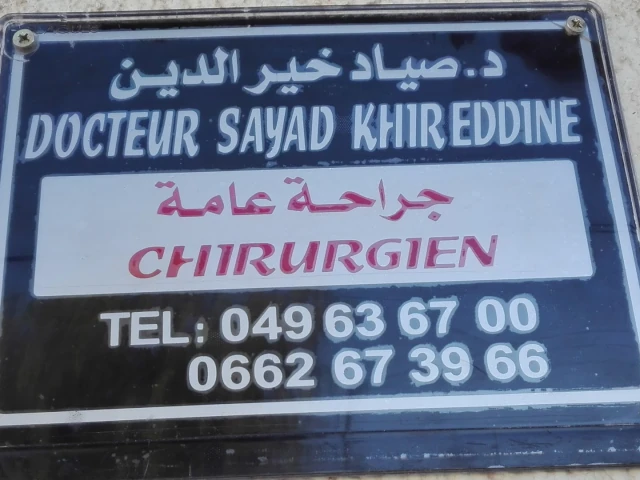 د. صياد خير الدين
DOCTEUR SAYAD KHIREDDINE
جراحة عامة
CHIRURGIEN
TEL: 049 63 67 00
0662 67 39 66